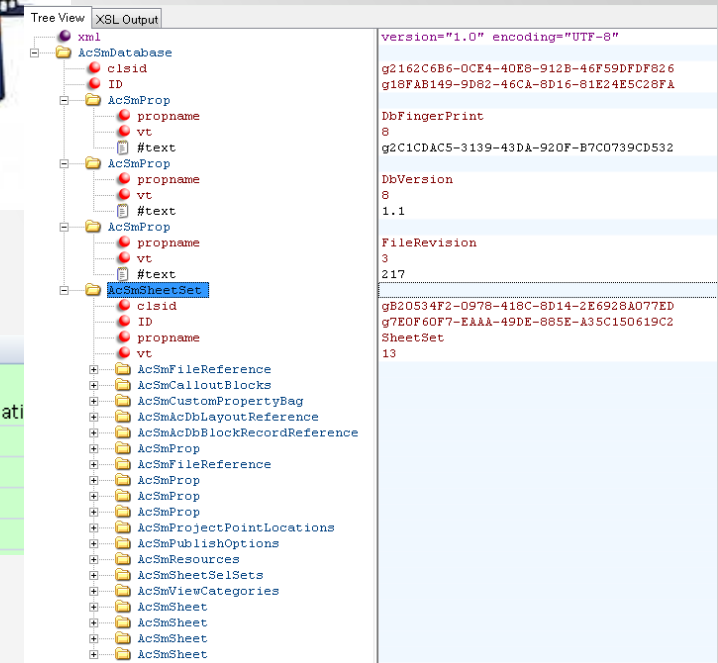 Tree View XSL Output
xml version="1.0" encoding="UTF-8"
AcSmDatabase
clsid g2162C6B6-0CE4-40E8-912B-46F59DFDF826
ID g18FAB149-9D82-46CA-8D16-81E24E5C28FA
AcSmProp
propname DbFingerPrint
vt 8
#text g2C1CDAC5-3139-43DA-920F-B7C0739CD532
AcSmProp
propname DbVersion
vt 8
#text 1.1
AcSmProp
propname FileRevision
vt 3
#text 217
AcSmSheetSet
clsid gB20534F2-0978-418C-8D14-2E6928A077ED
ID g7E0F60F7-EAAA-49DE-885E-A35C150619C2
propname SheetSet
vt 13
AcSmFileReference
AcSmCalloutBlocks
ati AcSmCustomPropertyBag
AcSmAcDbLayoutReference
AcSmAcDbBlockRecordReference
AcSmProp
AcSmFileReference
AcSmProp
AcSmProp
AcSmProp
AcSmProjectPointLocations
AcSmPublishOptions
AcSmResources
AcSmSheetSelSets
AcSmViewCategories
AcSmSheet
AcSmSheet
AcSmSheet
AcSmSheet